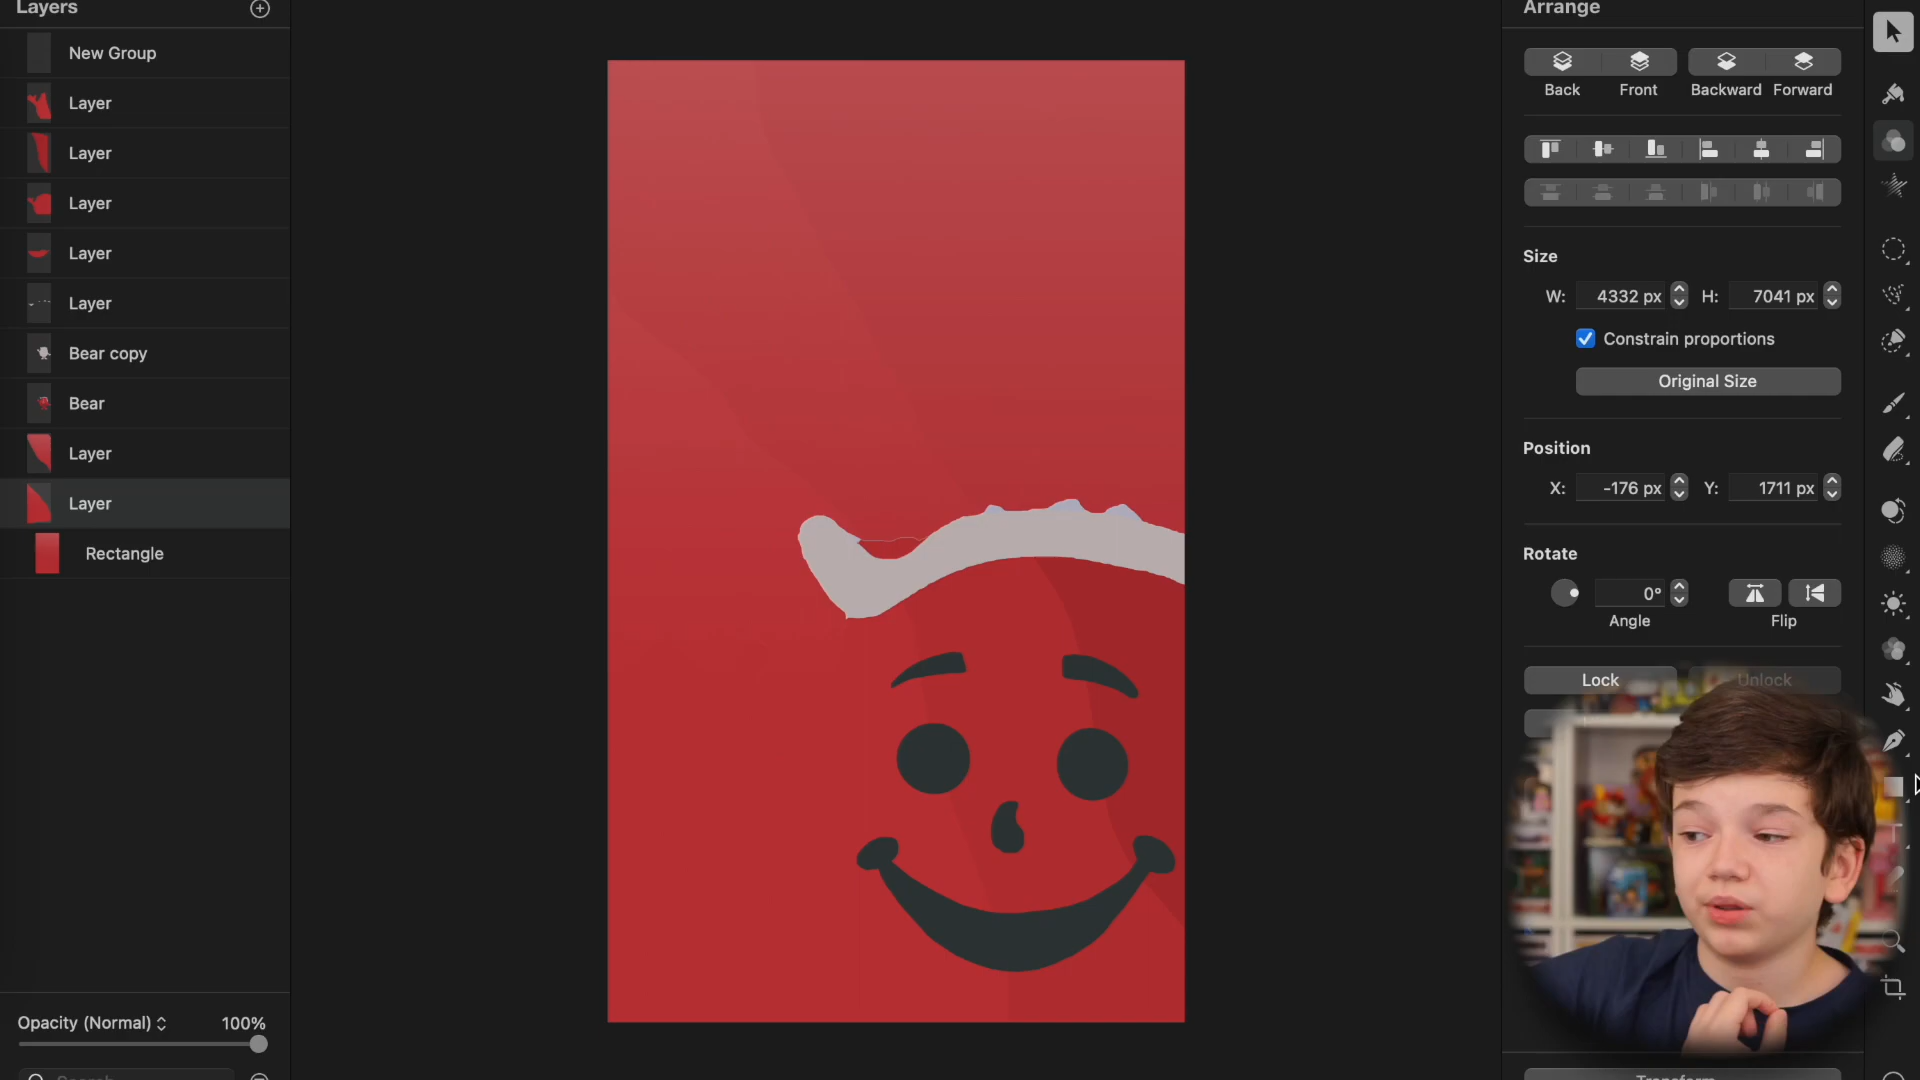 Layers
New Group
Layer
Layer
Layer
Layer
Layer
Bear copy
Bear
Layer
Layer
Rectangle
Opacity (Normal) 100%
Search
Arrange
Back Front Backward Forward
Size
W: 4332 px H: 7041 px
Constrain proportions
Original Size
Position
X: -176 px Y: 1711 px
Rotate
0°
Angle Flip
Lock Unlock
Transform